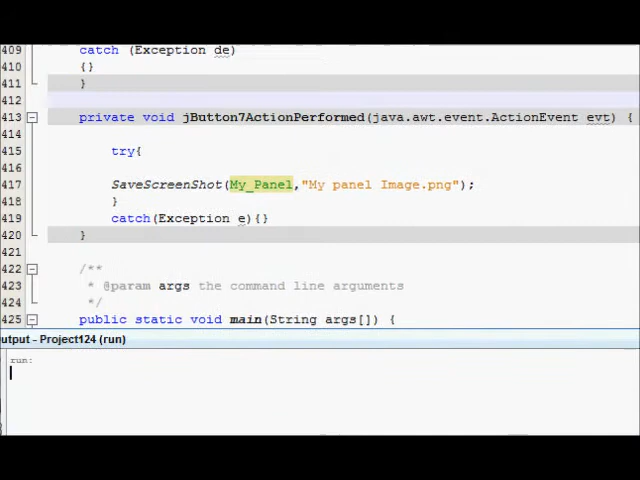 409 catch (Exception de)
410 {}
411 }
412
413 private void jButton7ActionPerformed(java.awt.event.ActionEvent evt) {
414
415 try{
416
417 SaveScreenShot(My_Panel,"My panel Image.png");
418 }
419 catch(Exception e){}
420 }
421
422 /**
423 * @param args the command line arguments
424 */
425 public static void main(String args[]) {
utput - Project124 (run)
run: